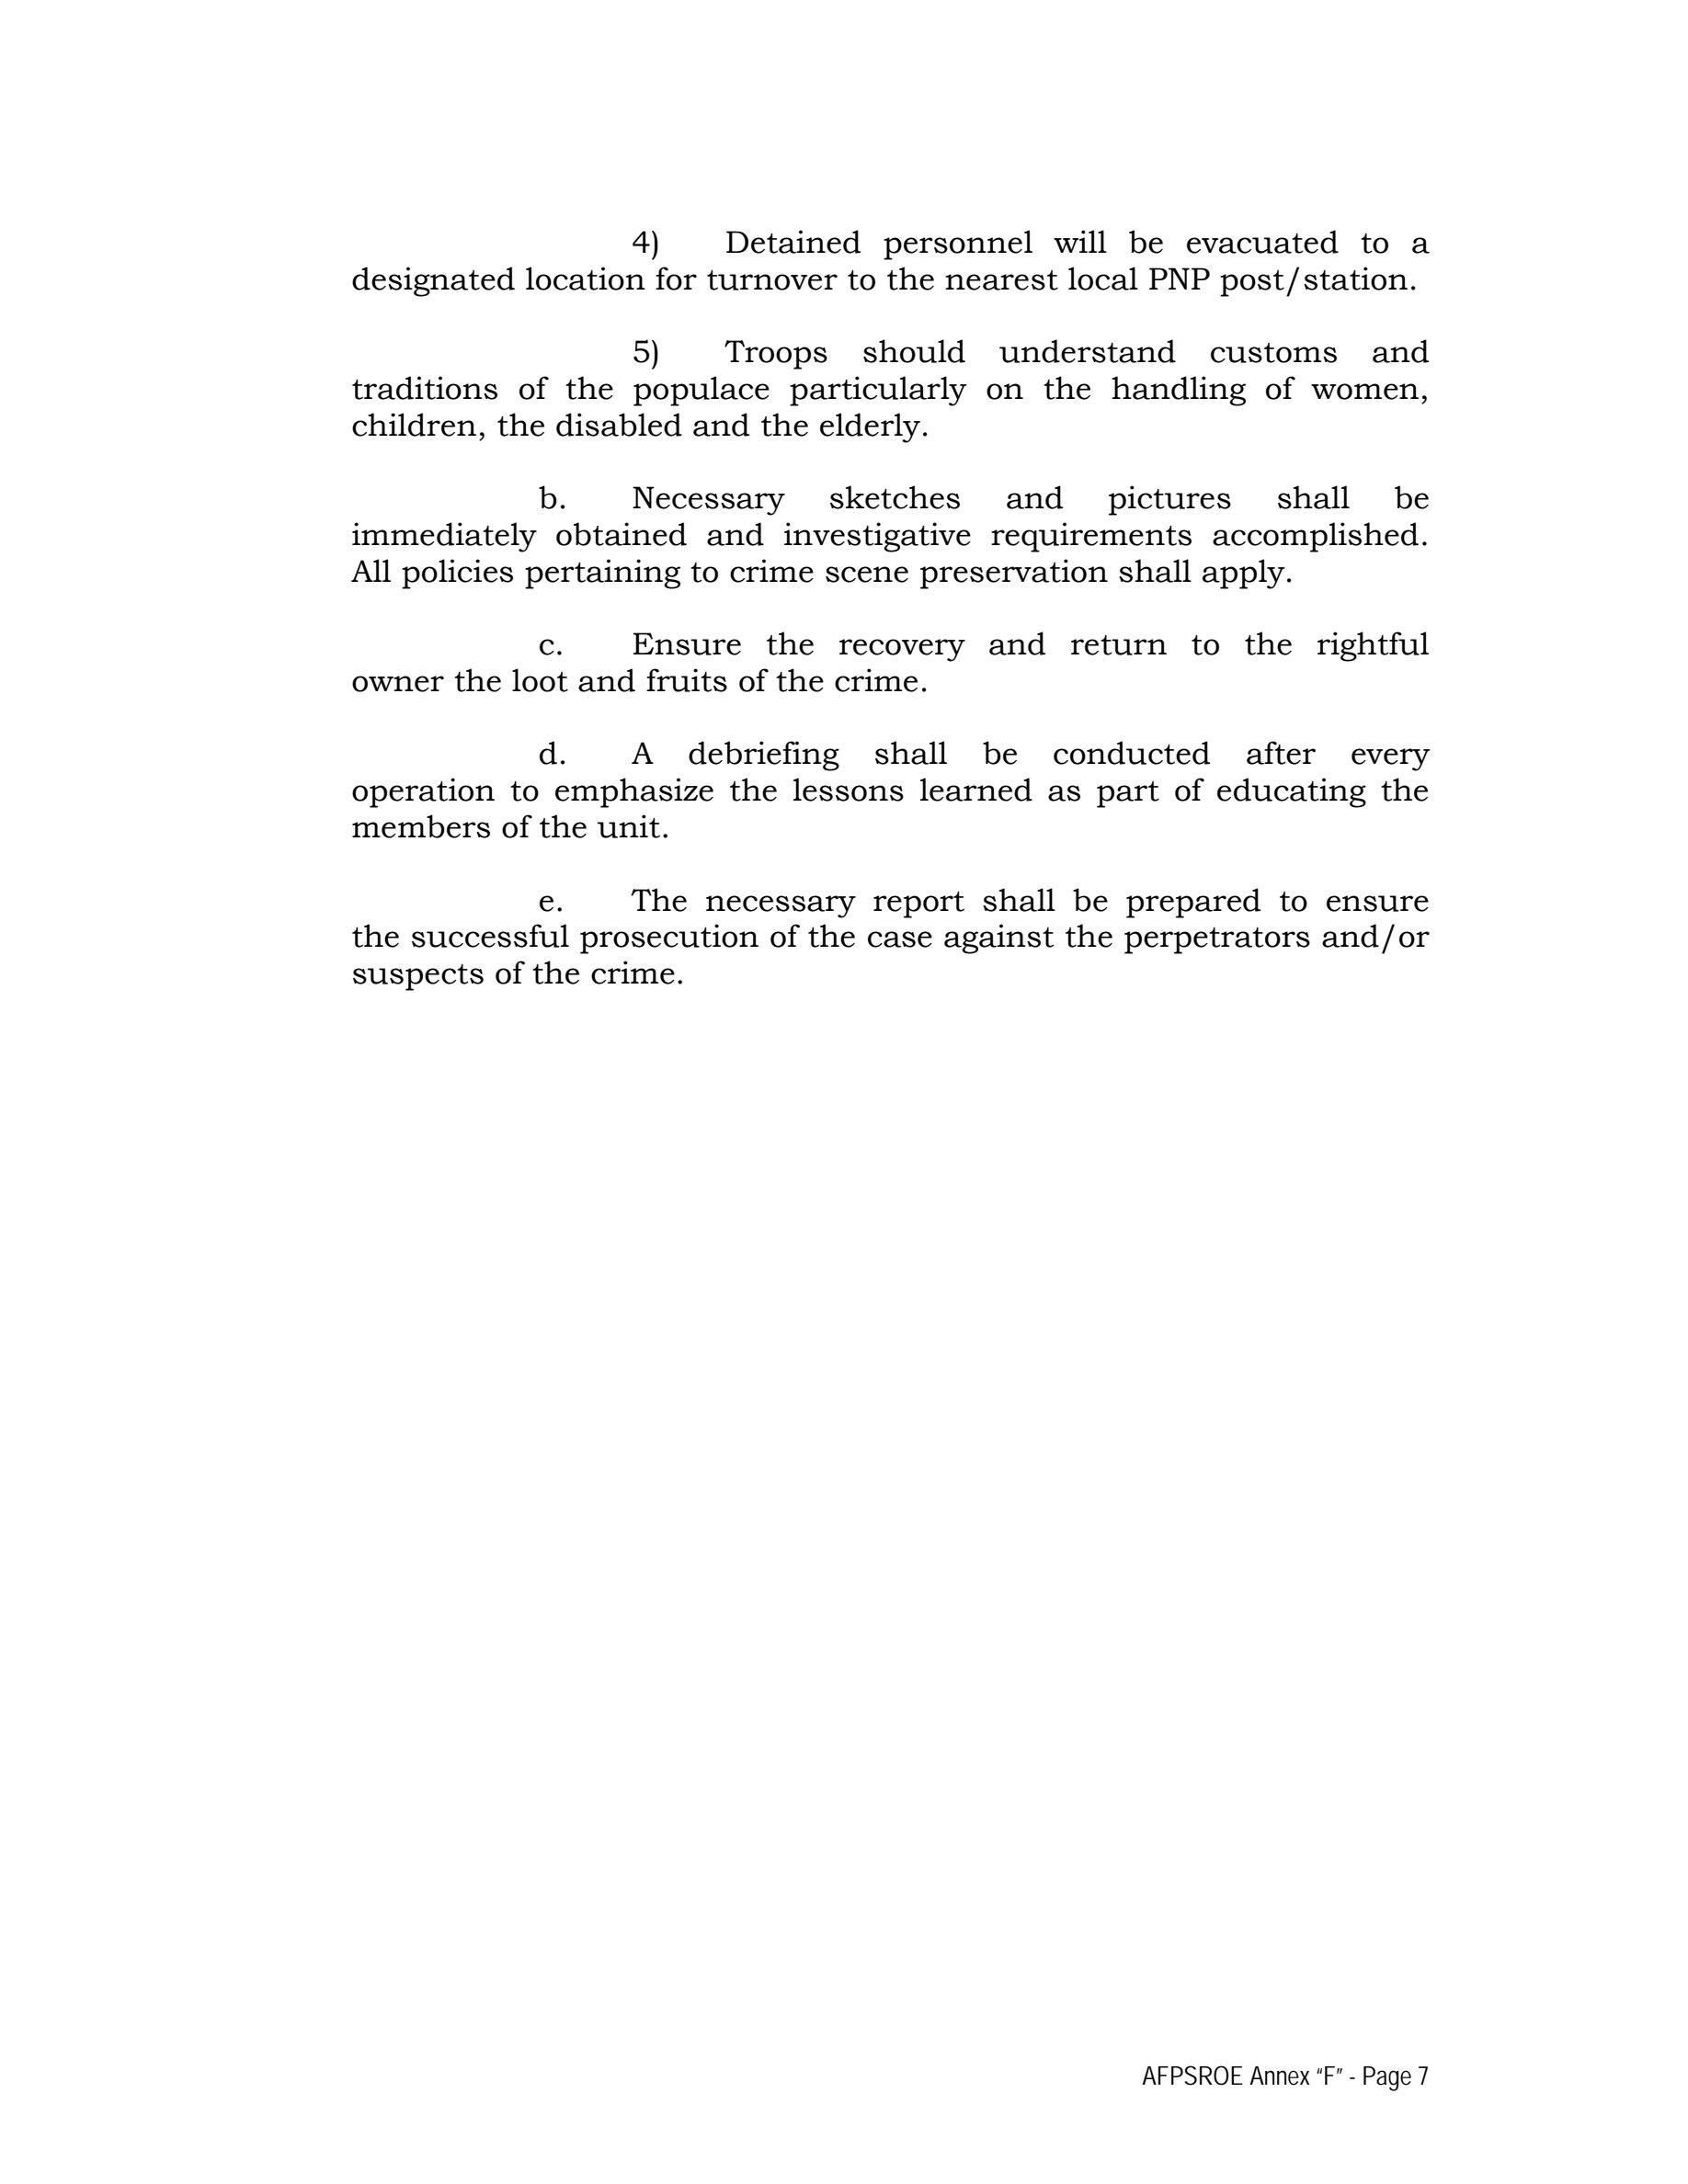 4) Detained personnel will be evacuated to a
designated location for turnover to the nearest local PNP post/station.
5) Troops should understand customs and
traditions of the populace particularly on the handling of women,
children, the disabled and the elderly.
b. Necessary sketches and pictures shall be
immediately obtained and investigative requirements accomplished.
All policies pertaining to crime scene preservation shall apply.
c. Ensure the recovery and return to the rightful
owner the loot and fruits of the crime.
d. A debriefing shall be conducted after every
operation to emphasize the lessons learned as part of educating the
members of the unit.
e. The necessary report shall be prepared to ensure
the successful prosecution of the case against the perpetrators and/or
suspects of the crime.
AFPSROE Annex “F” - Page 7